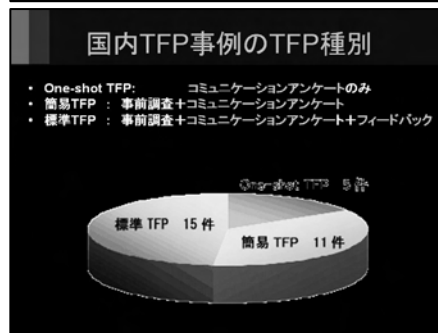 国内TFP事例のTFP種別
• One-shot TFP: コミュニケーションアンケートのみ
• 簡易TFP : 事前調査+コミュニケーションアンケート
• 標準TFP : 事前調査+コミュニケーションアンケート+フィードバック
One-shot TFP 5 件
標準 TFP 15 件
簡易 TFP 11 件